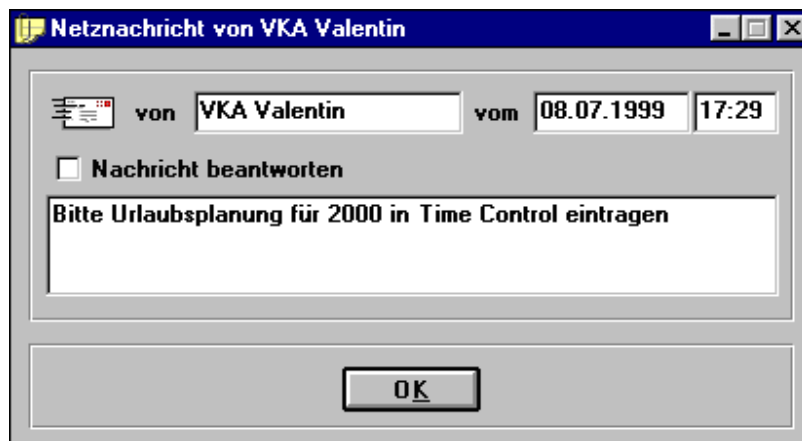 Netznachricht von VKA Valentin
von VKA Valentin vom 08.07.1999 17:29
Nachricht beantworten
Bitte Urlaubsplanung für 2000 in Time Control eintragen
OK